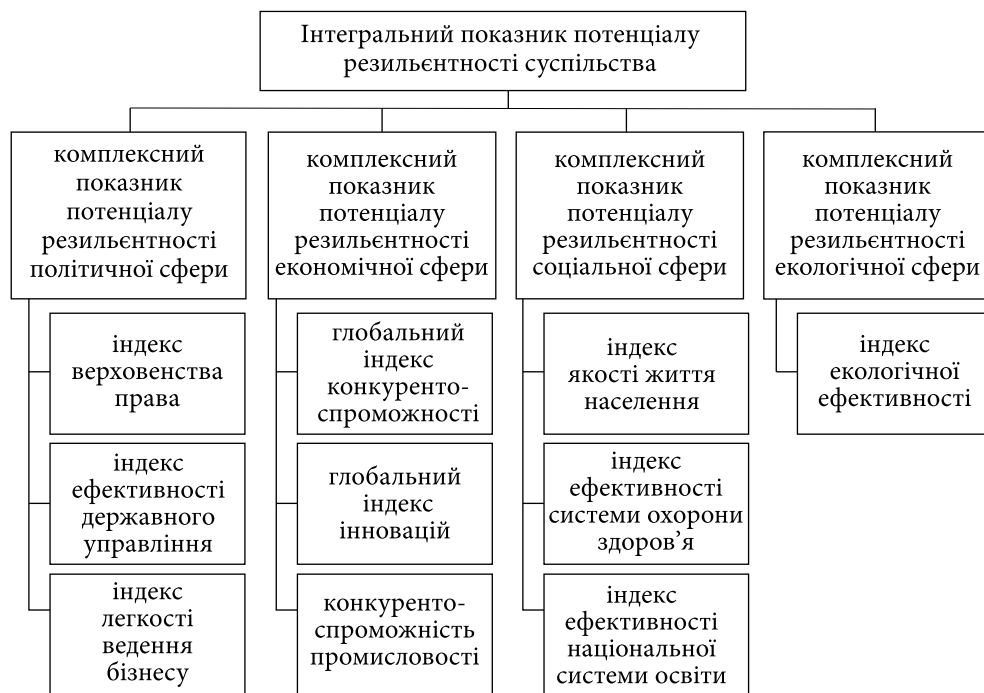 Інтегральний показник потенціалу
резильєнтності суспільства
комплексний
показник
потенціалу
резильєнтності
політичної сфери
індекс
верховенства
права
індекс
ефективності
державного
управління
індекс
легкості
ведення
бізнесу
комплексний
показник
потенціалу
резильєнтності
економічної сфери
глобальний
індекс
конкуренто-
спроможності
глобальний
індекс
інновацій
конкуренто-
спроможність
промисловості
комплексний
показник
потенціалу
резильєнтності
соціальної сфери
індекс
якості життя
населення
індекс
ефективності
системи охорони
здоров’я
індекс
ефективності
національної
системи освіти
комплексний
показник
потенціалу
резильєнтності
екологічної сфери
індекс
екологічної
ефективності